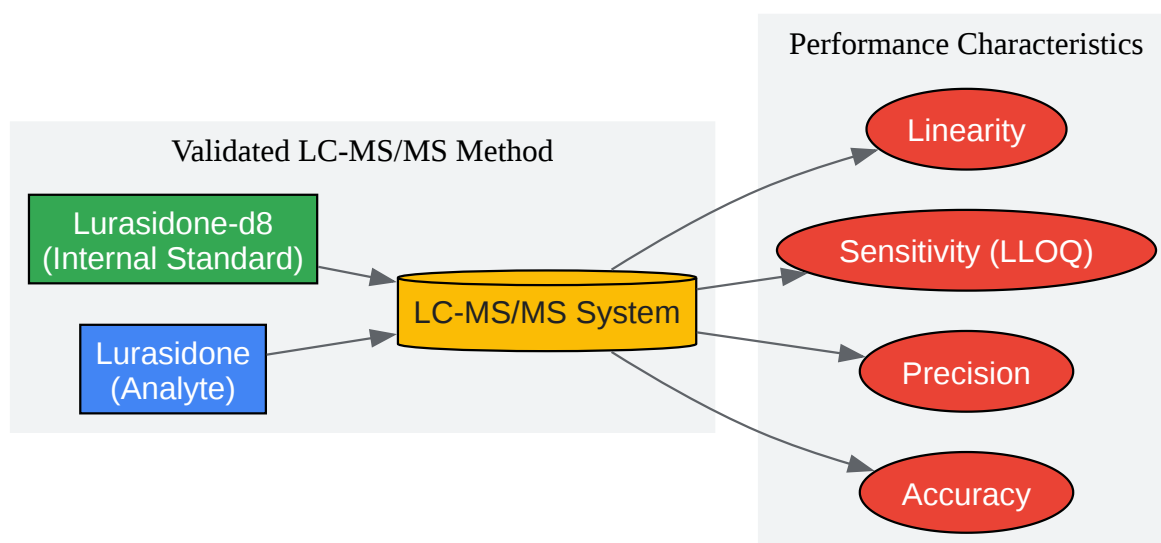 Validated LC-MS/MS Method
Lurasidone-d8
(Internal Standard)
Lurasidone
(Analyte)
LC-MS/MS System
Performance Characteristics
Linearity
Sensitivity (LLOQ)
Precision
Accuracy